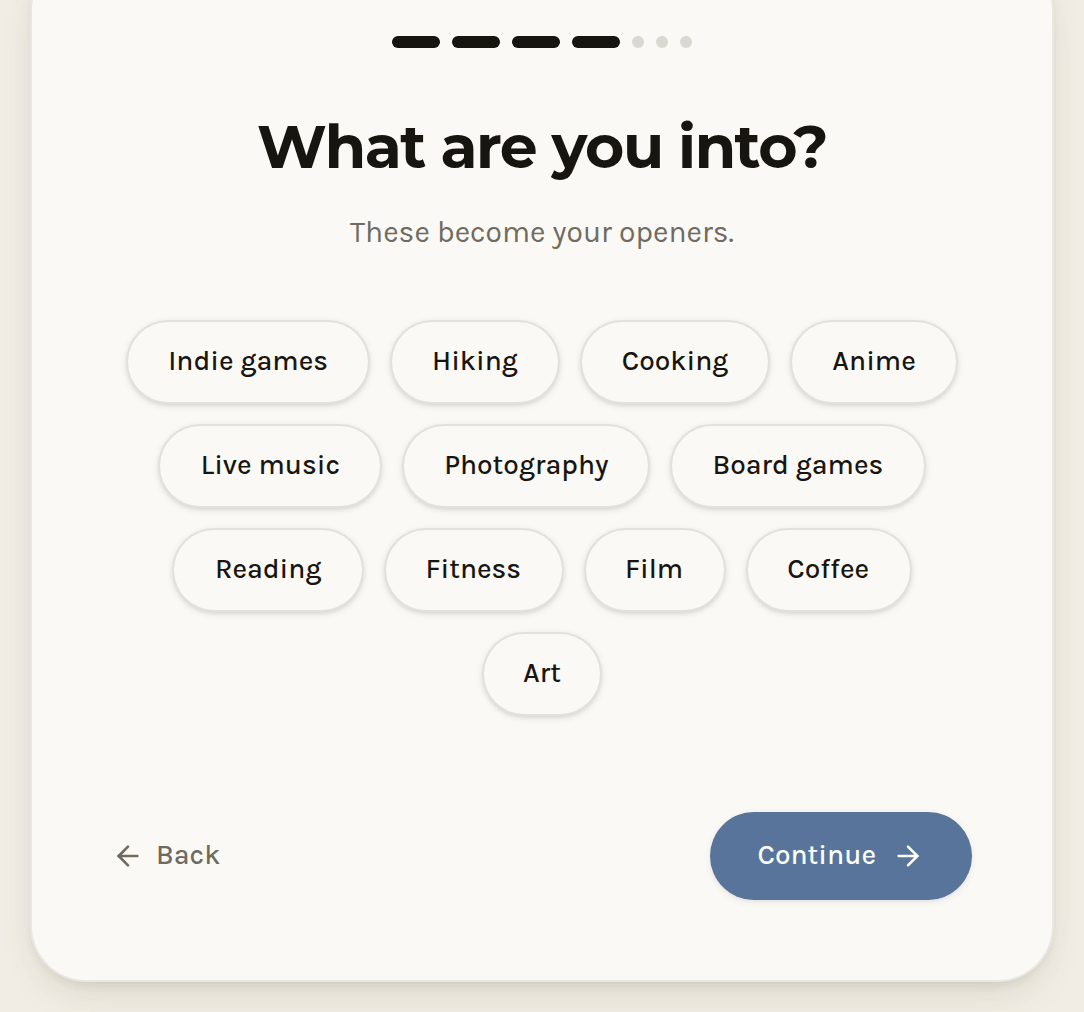 What are you into?
These become your openers.
Indie games Hiking Cooking Anime
Live music Photography Board games
Reading Fitness Film Coffee
Art
Back Continue